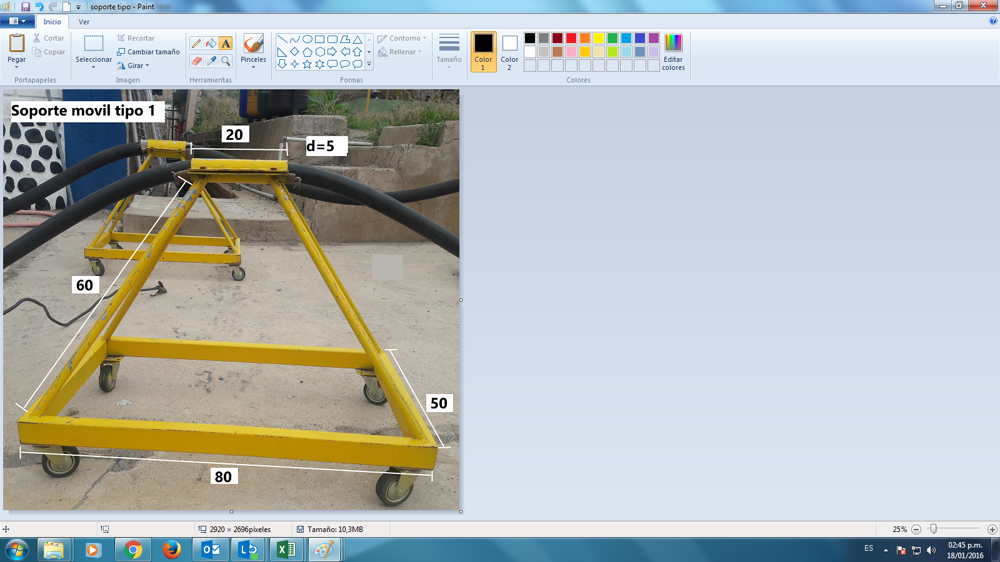 soporte tipo - Paint
Inicio
Ver
Pegar
Cortar
Copiar
Portapapeles
Seleccionar
Recortar
Cambiar tamaño
Girar
Imagen
A
Herramientas
Pinceles
Contorno
Rellenar
Formas
Tamaño
Color 1
Color 2
Editar colores
Colores
Soporte movil tipo 1
20
d=5
60
50
80
2920 × 2696píxeles
Tamaño: 10,3MB
25%
ES
02:45 p.m.
18/01/2016